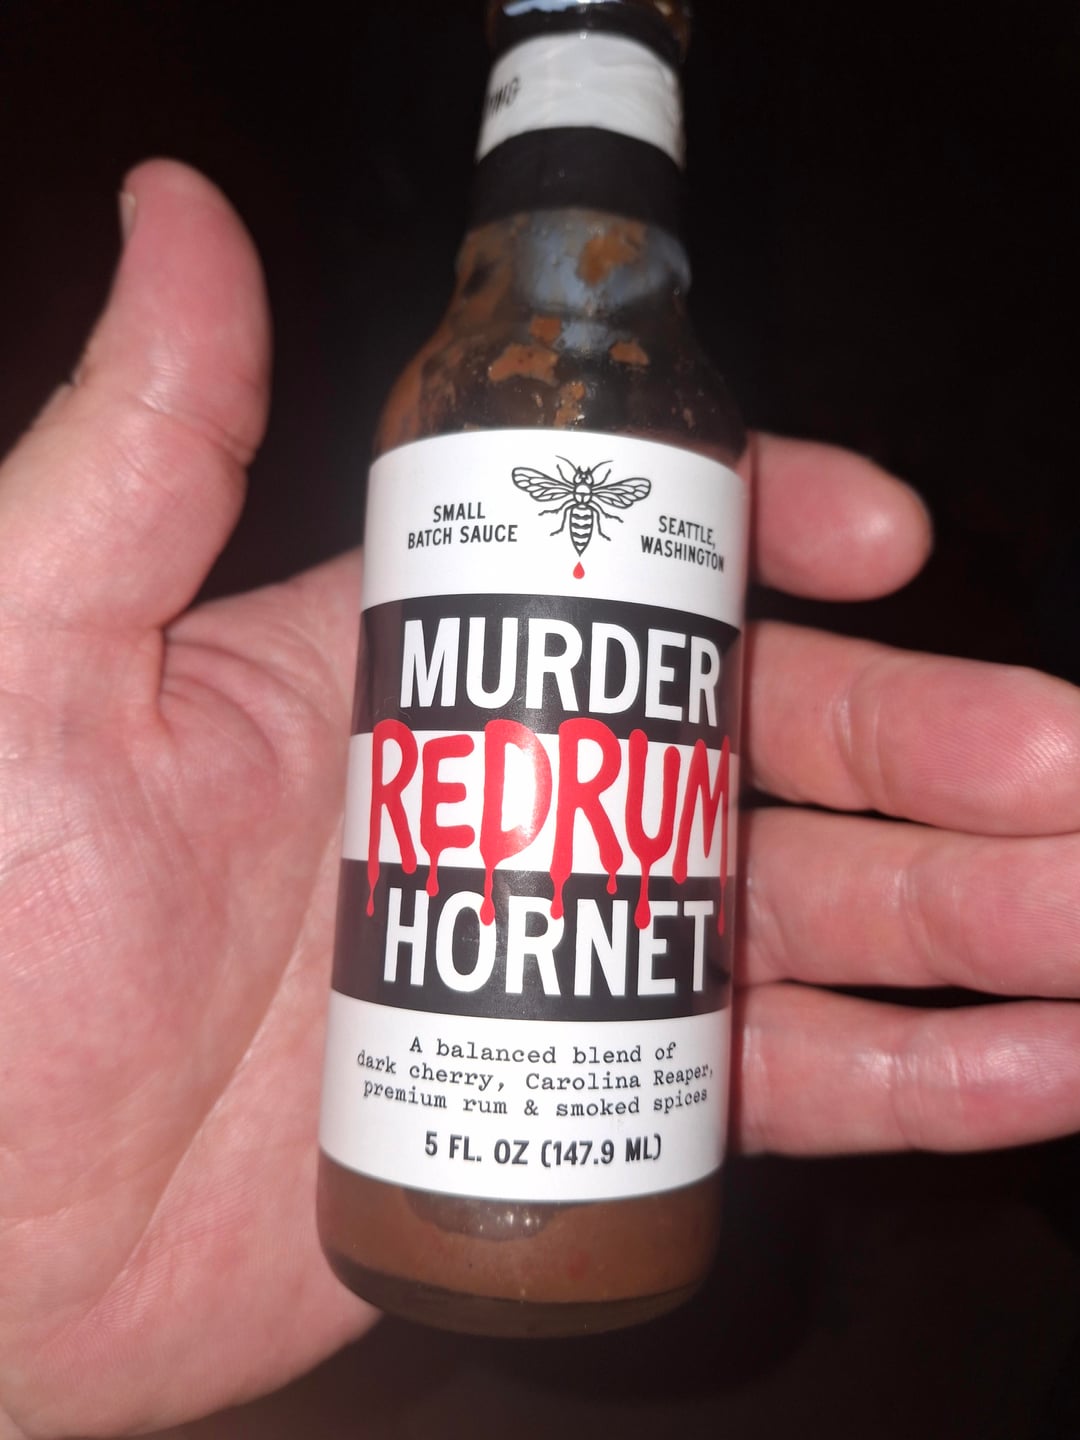 SMALL
BATCH SAUCE
SEATTLE,
WASHINGTON
MURDER
REDRUM
HORNET
A balanced blend of
dark cherry, Carolina Reaper,
premium rum & smoked spices
5 FL. OZ (147.9 ML)